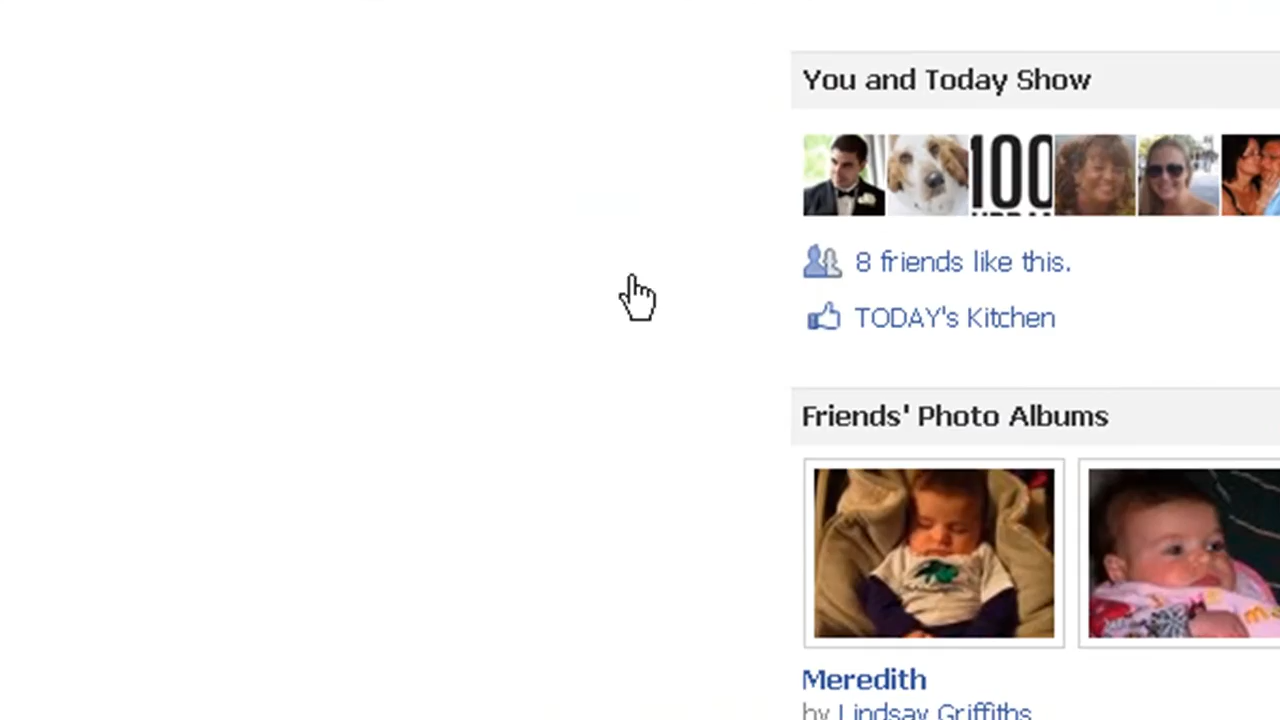 You and Today Show
100
8 friends like this.
TODAY's Kitchen
Friends' Photo Albums
Meredith
by Lindsay Griffiths